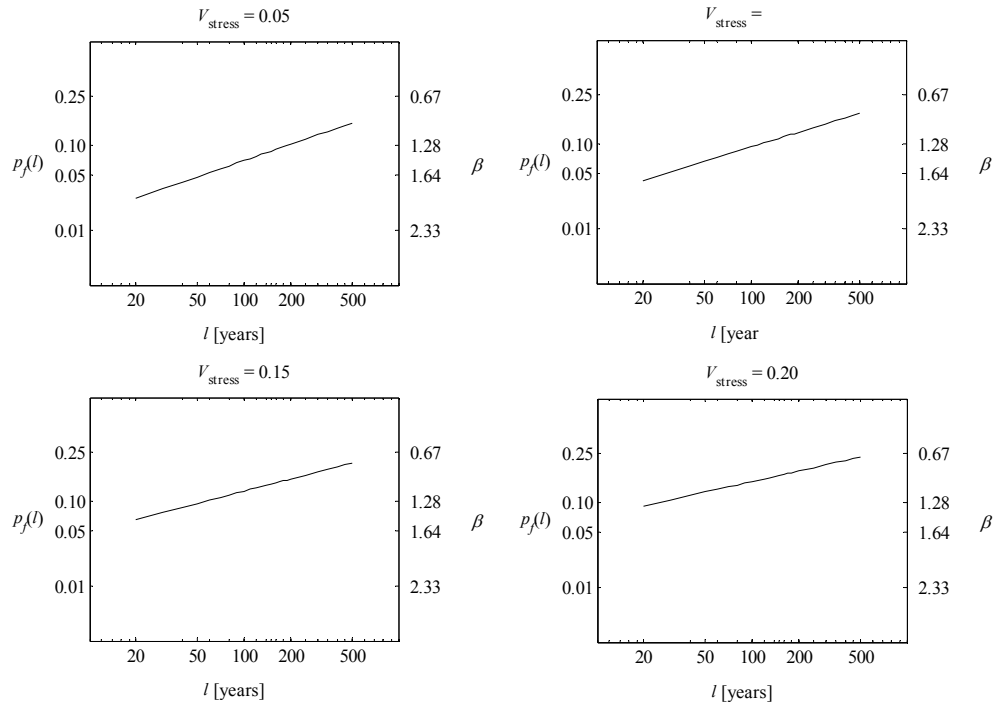 V_stress = 0.05
0.25
0.10
0.05
0.01
p_f(l)
0.67
1.28
1.64
2.33
β
20 50 100 200 500
l [years]
V_stress =
0.25
0.10
0.05
0.01
p_f(l)
0.67
1.28
1.64
2.33
β
20 50 100 200 500
l [year
V_stress = 0.15
0.25
0.10
0.05
0.01
p_f(l)
0.67
1.28
1.64
2.33
β
20 50 100 200 500
l [years]
V_stress = 0.20
0.25
0.10
0.05
0.01
p_f(l)
0.67
1.28
1.64
2.33
β
20 50 100 200 500
l [years]